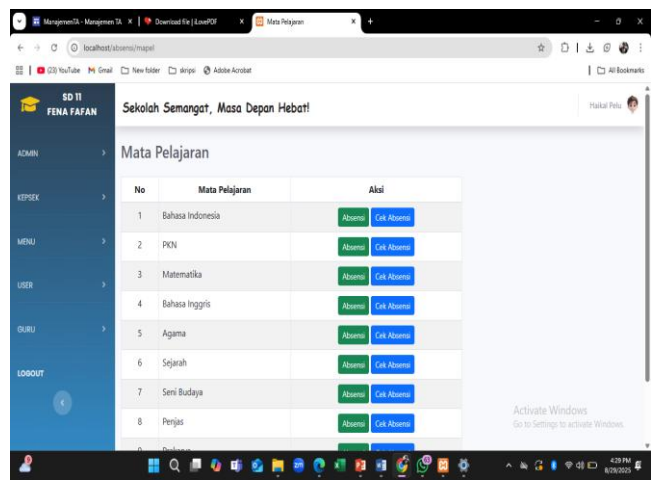 ManajemenTA - Manajemen TA
Download file | iLovePDF
Mata Pelajaran
localhost/absensi/mapel
(23) YouTube
Gmail
New folder
skripsi
Adobe Acrobat
All Bookmarks
SD 11
FENA FAFAN
Sekolah Semangat, Masa Depan Hebat!
Haikal Pelu
ADMIN
KEPSEK
MENU
USER
GURU
LOGOUT
Mata Pelajaran
No Mata Pelajaran Aksi
1 Bahasa Indonesia Absensi Cek Absensi
2 PKN Absensi Cek Absensi
3 Matematika Absensi Cek Absensi
4 Bahasa Inggris Absensi Cek Absensi
5 Agama Absensi Cek Absensi
6 Sejarah Absensi Cek Absensi
7 Seni Budaya Absensi Cek Absensi
8 Penjas Absensi Cek Absensi
Activate Windows
Go to Settings to activate Windows.
4:29 PM
8/29/2025